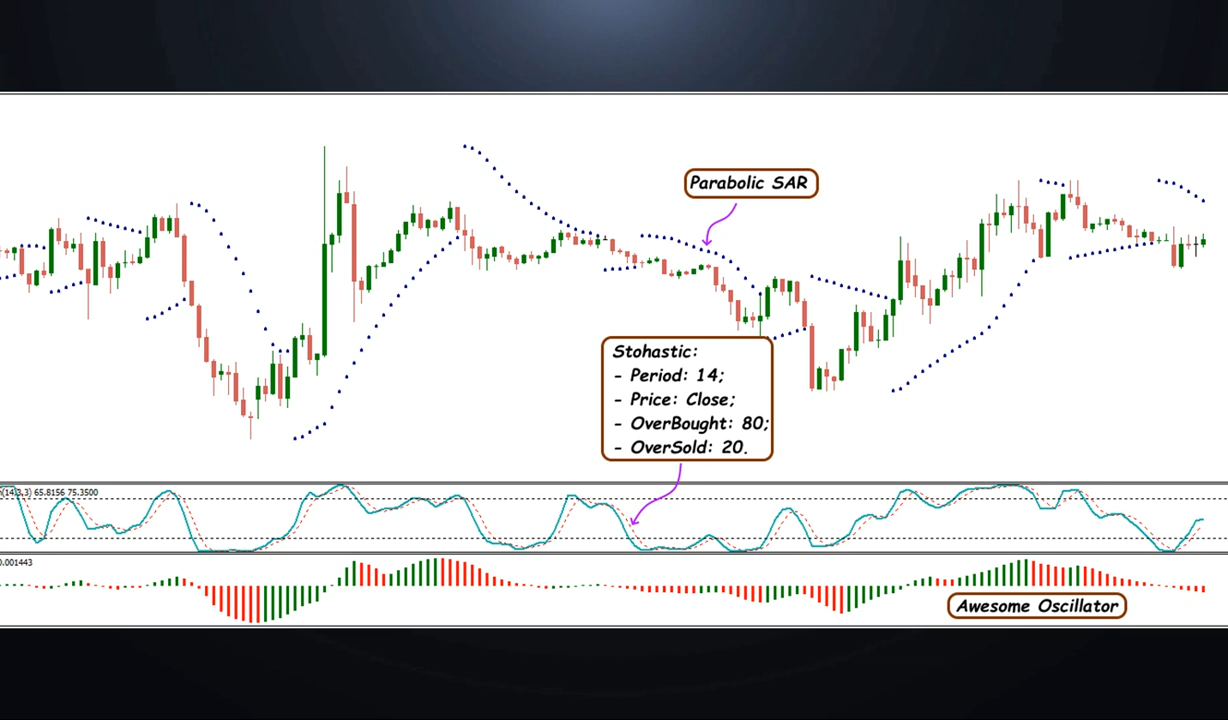 Parabolic SAR
Stohastic:
- Period: 14;
- Price: Close;
- OverBought: 80;
- OverSold: 20.
(14,3,3) 65.8156 75.3500
0.001443
Awesome Oscillator